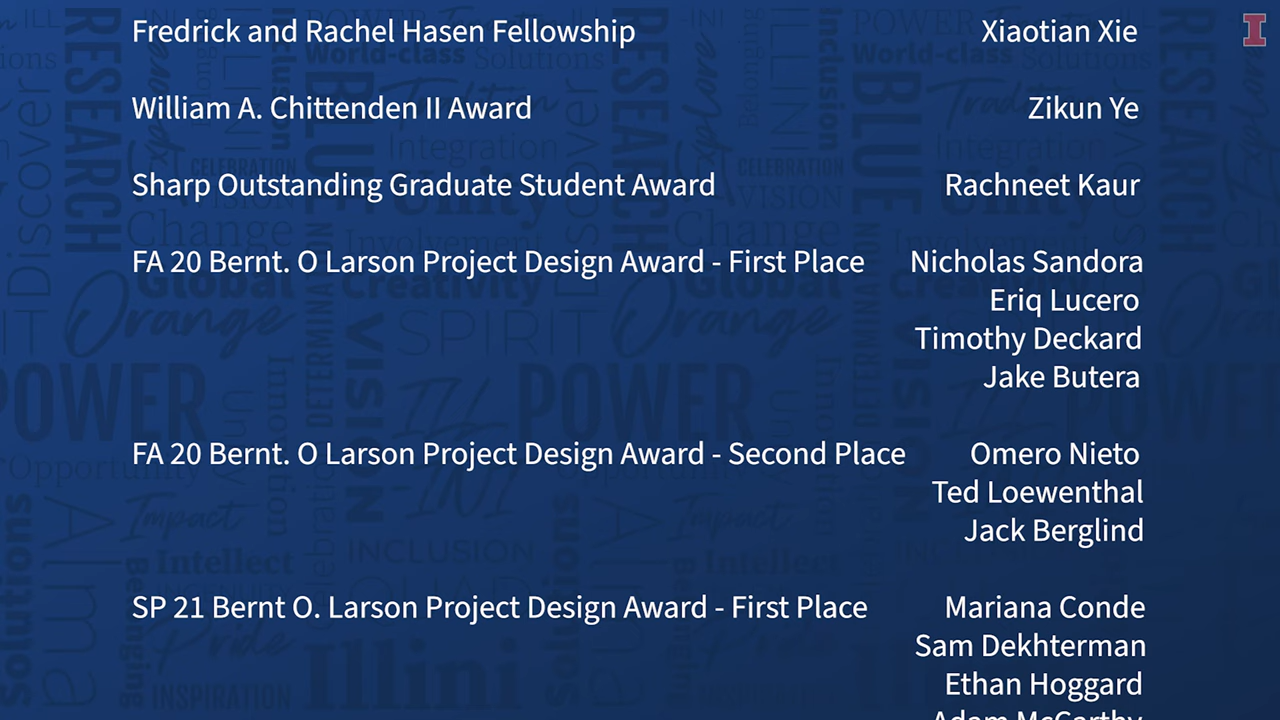 Fredrick and Rachel Hasen Fellowship Xiaotian Xie
William A. Chittenden II Award Zikun Ye
Sharp Outstanding Graduate Student Award Rachneet Kaur
FA 20 Bernt. O Larson Project Design Award - First Place Nicholas Sandora
Eriq Lucero
Timothy Deckard
Jake Butera
FA 20 Bernt. O Larson Project Design Award - Second Place Omero Nieto
Ted Loewenthal
Jack Berglind
SP 21 Bernt O. Larson Project Design Award - First Place Mariana Conde
Sam Dekhterman
Ethan Hoggard
Adam McCarthy